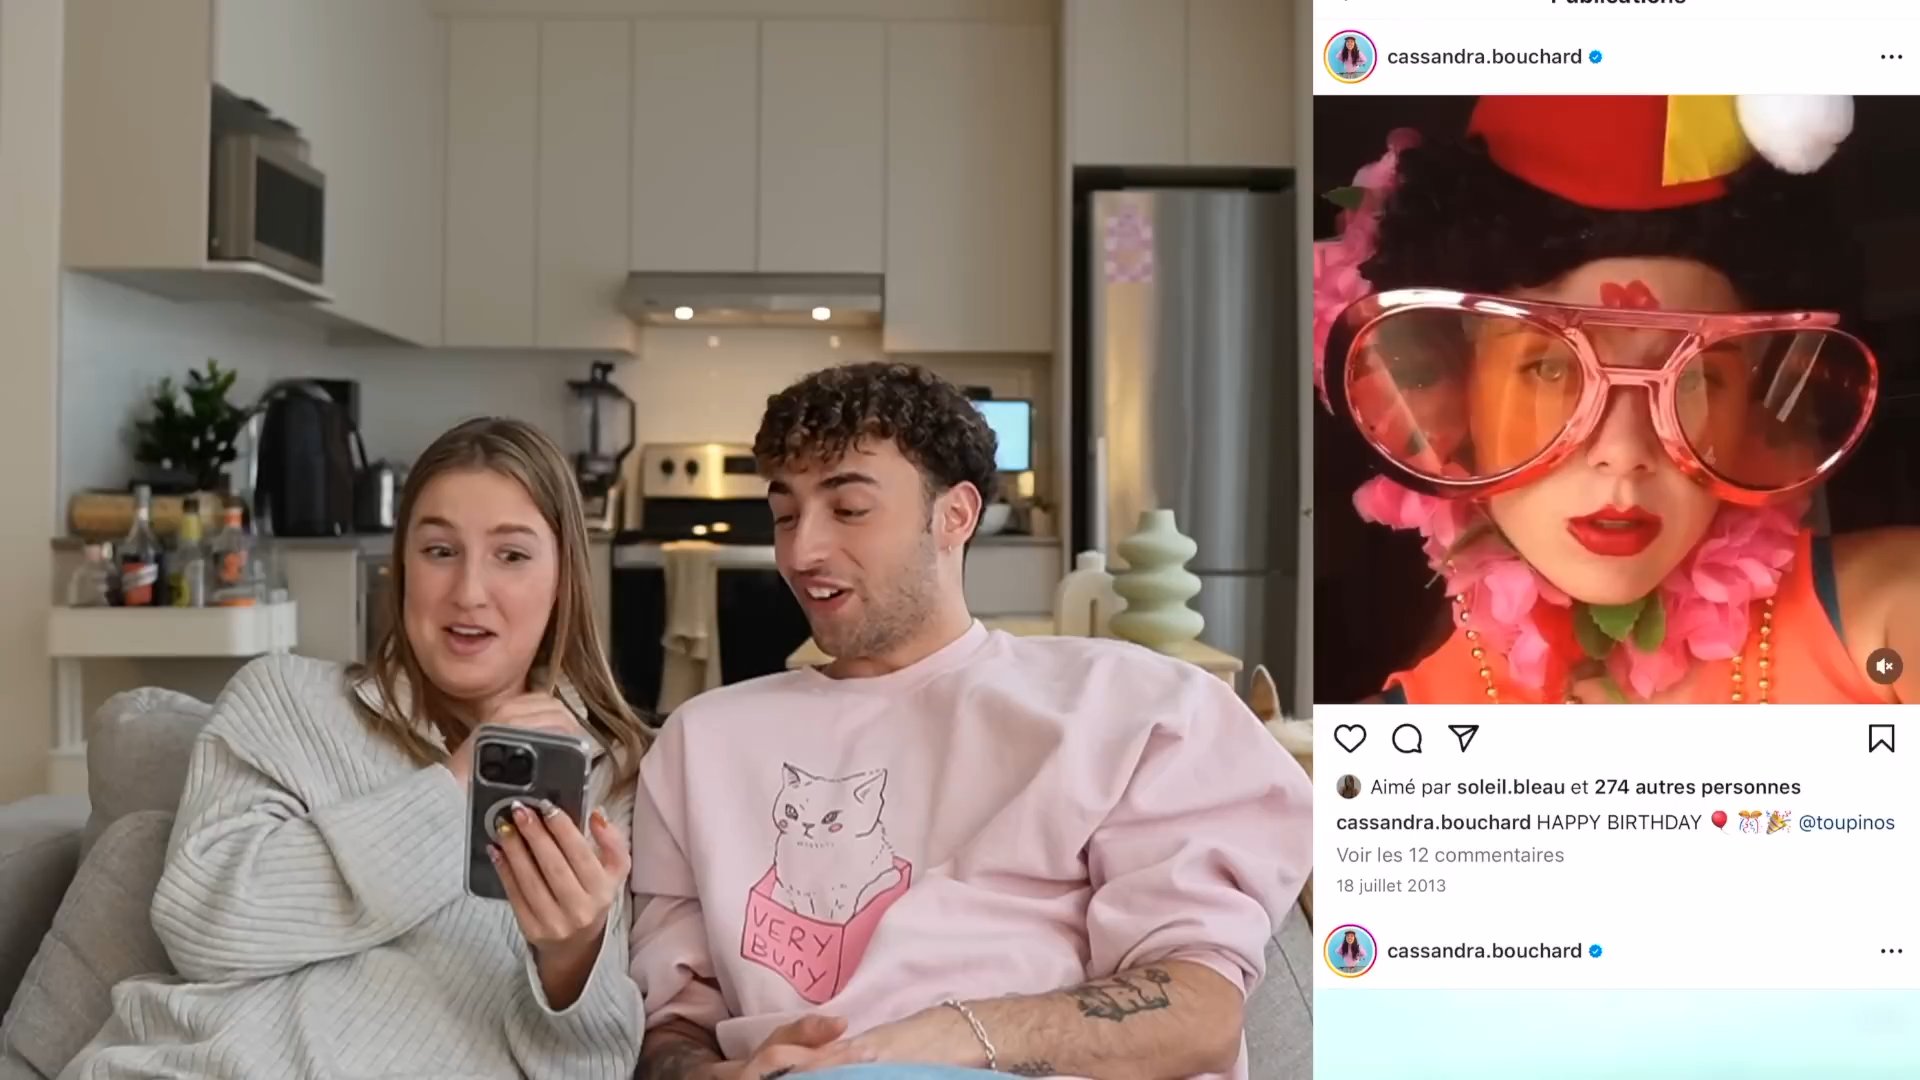 Publications
cassandra.bouchard
Aimé par soleil.bleau et 274 autres personnes
cassandra.bouchard HAPPY BIRTHDAY 🎈 🎊 🎉 @toupinos
Voir les 12 commentaires
18 juillet 2013
cassandra.bouchard
VERY
BUSY